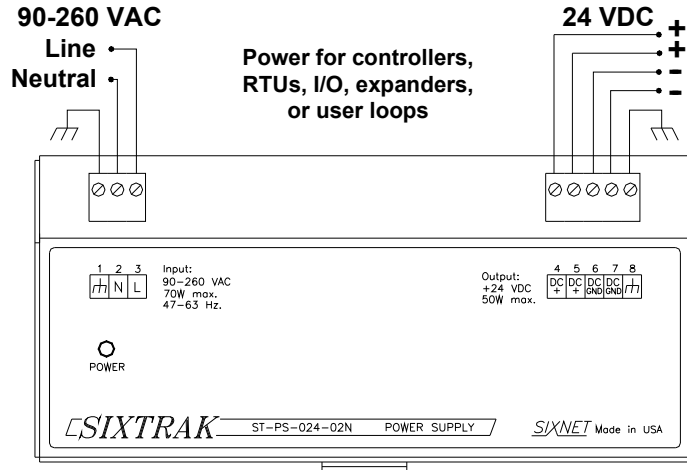 90-260 VAC
Line
Neutral
Power for controllers,
RTUs, I/O, expanders,
or user loops
24 VDC
+
+
-
-
1 2 3
N L
Input:
90-260 VAC
70W max.
47-63 Hz.
Output:
+24 VDC
50W max.
4 5 6 7 8
DC + DC + DC GND DC GND
POWER
SIXTRAK ST-PS-024-02N POWER SUPPLY
SIXNET Made in USA